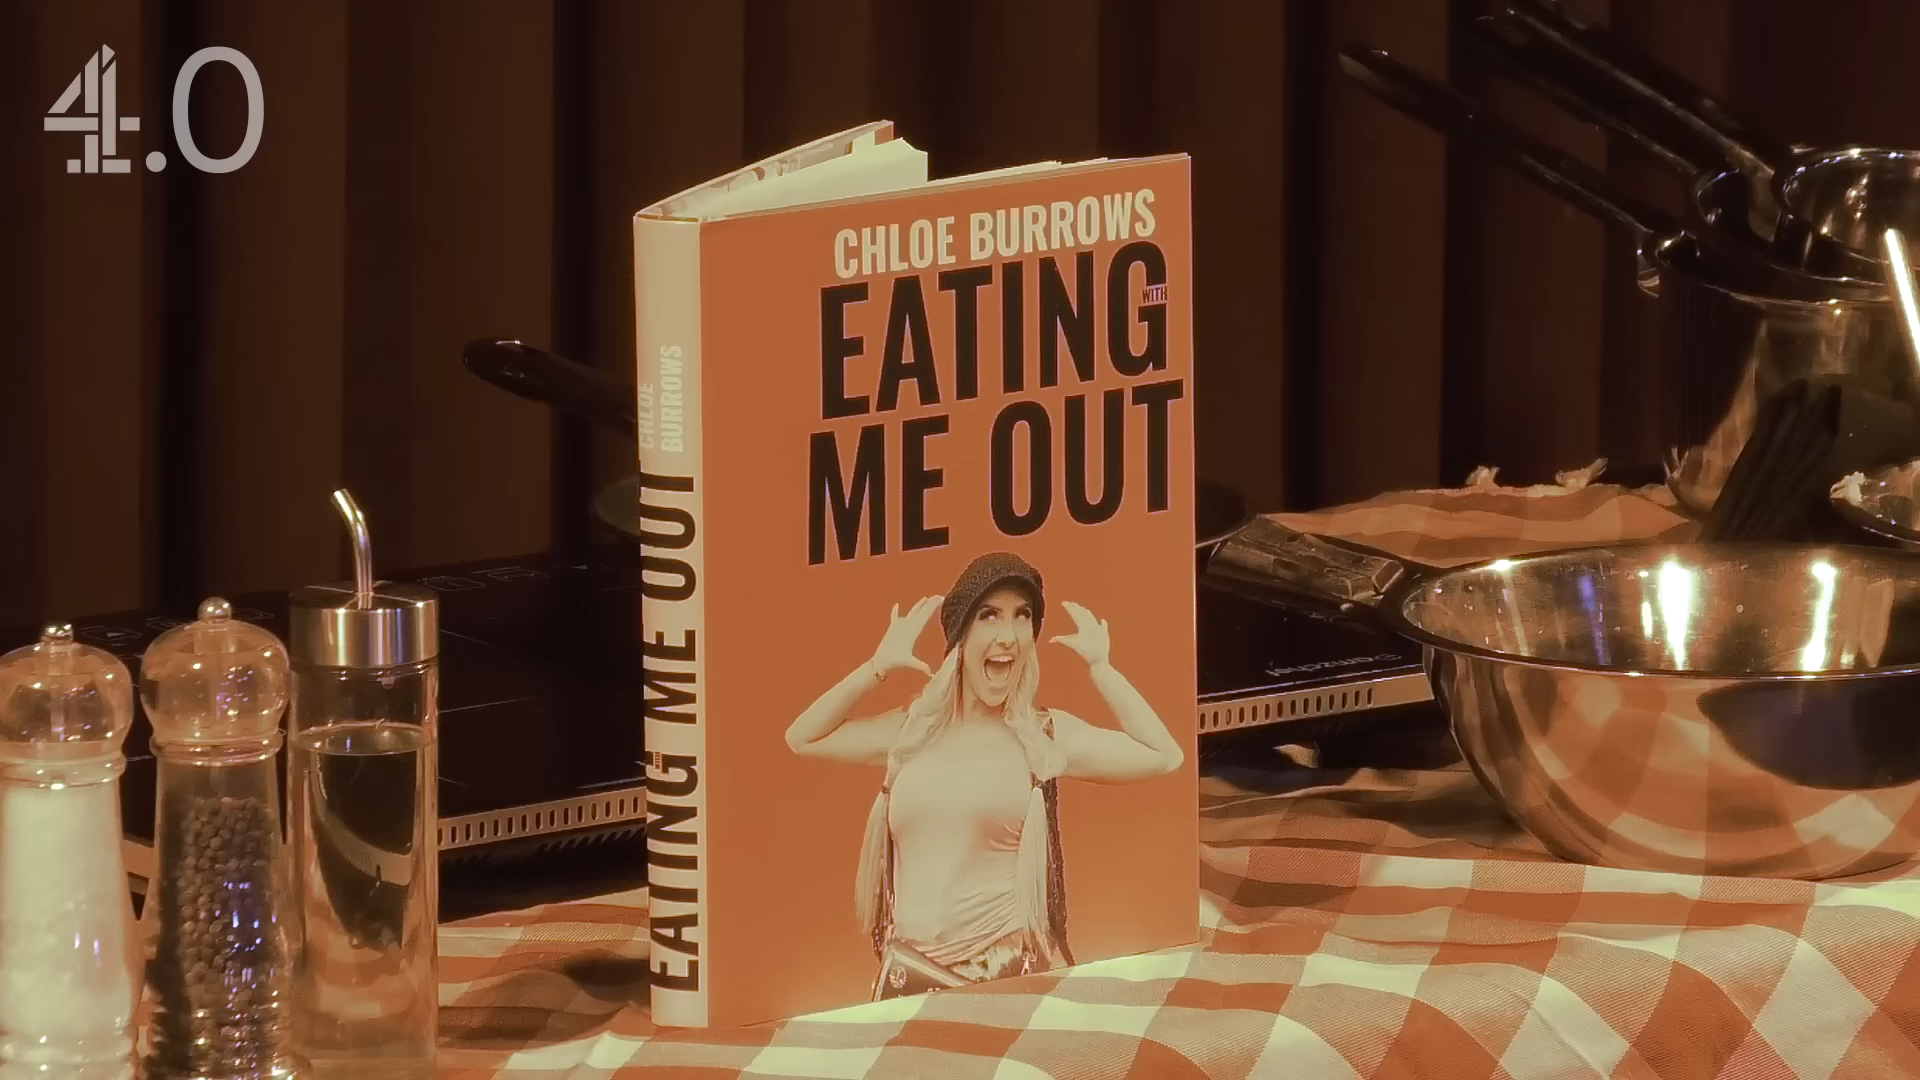 4.0
CHLOE BURROWS
EATING
WITH
ME OUT
CHLOE
BURROWS
EATING WITH ME OUT